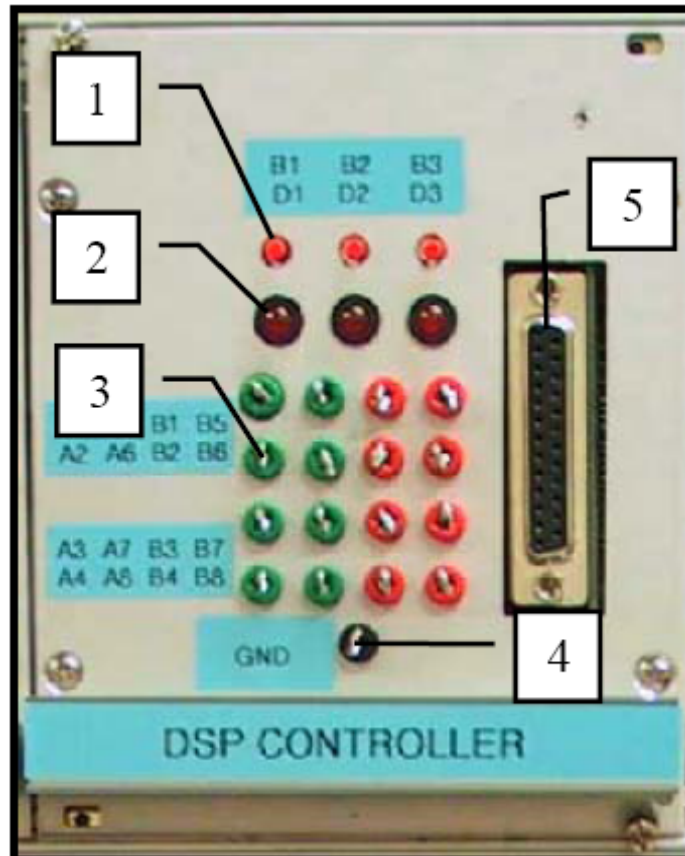 1
B1 B2 B3
D1 D2 D3
2
5
3
B1 B5
A2 A6 B2 B6
A3 A7 B3 B7
A4 A8 B4 B8
GND
4
DSP CONTROLLER